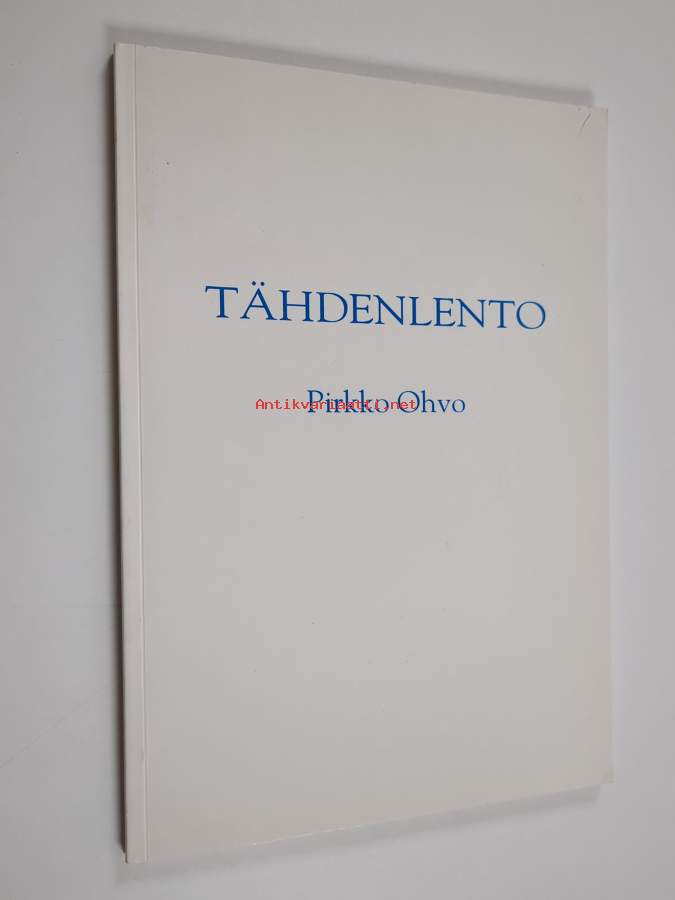 TÄHDENLENTO
Pirkko Ohvo
Antikvariaatti.net